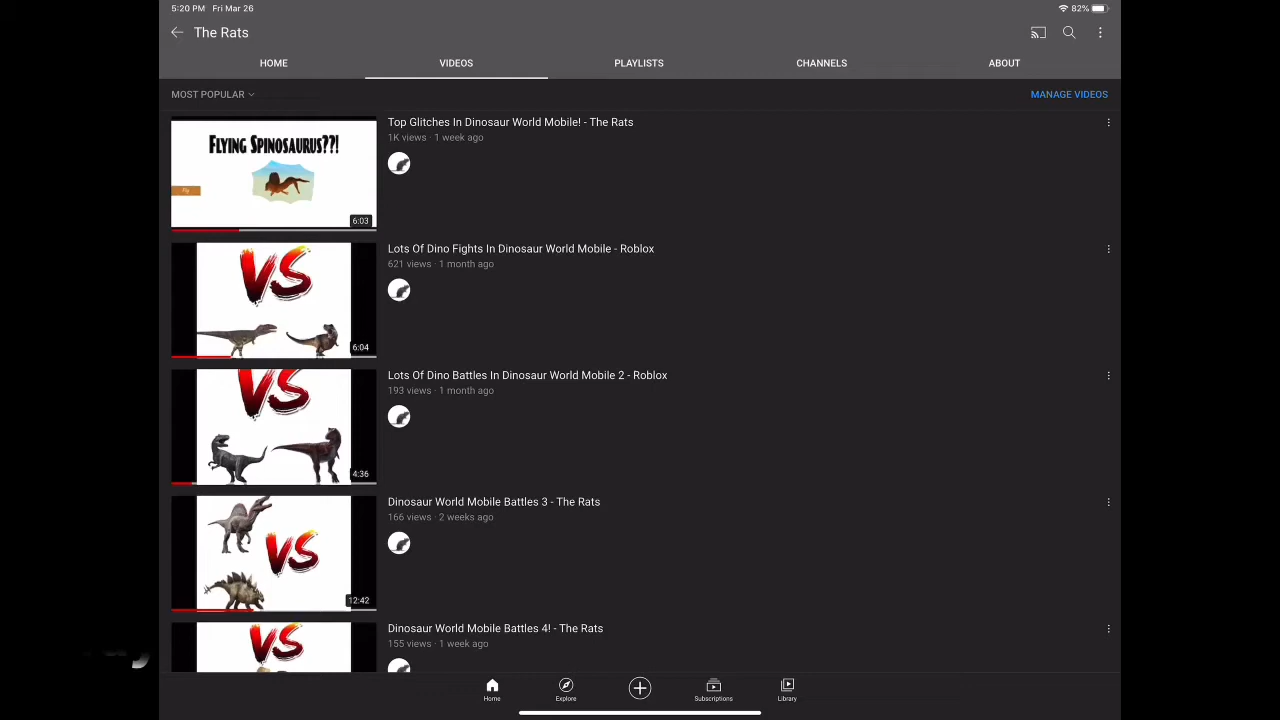 5:20 PM Fri Mar 26 82%
The Rats
HOME VIDEOS PLAYLISTS CHANNELS ABOUT
MOST POPULAR MANAGE VIDEOS
FLYING SPINOSAURUS??!
Fly
6:03
Top Glitches In Dinosaur World Mobile! - The Rats
1K views · 1 week ago
VS
6:04
Lots Of Dino Fights In Dinosaur World Mobile - Roblox
621 views · 1 month ago
VS
4:36
Lots Of Dino Battles In Dinosaur World Mobile 2 - Roblox
193 views · 1 month ago
VS
12:42
Dinosaur World Mobile Battles 3 - The Rats
166 views · 2 weeks ago
VS
Dinosaur World Mobile Battles 4! - The Rats
155 views · 1 week ago
Home Explore Subscriptions Library